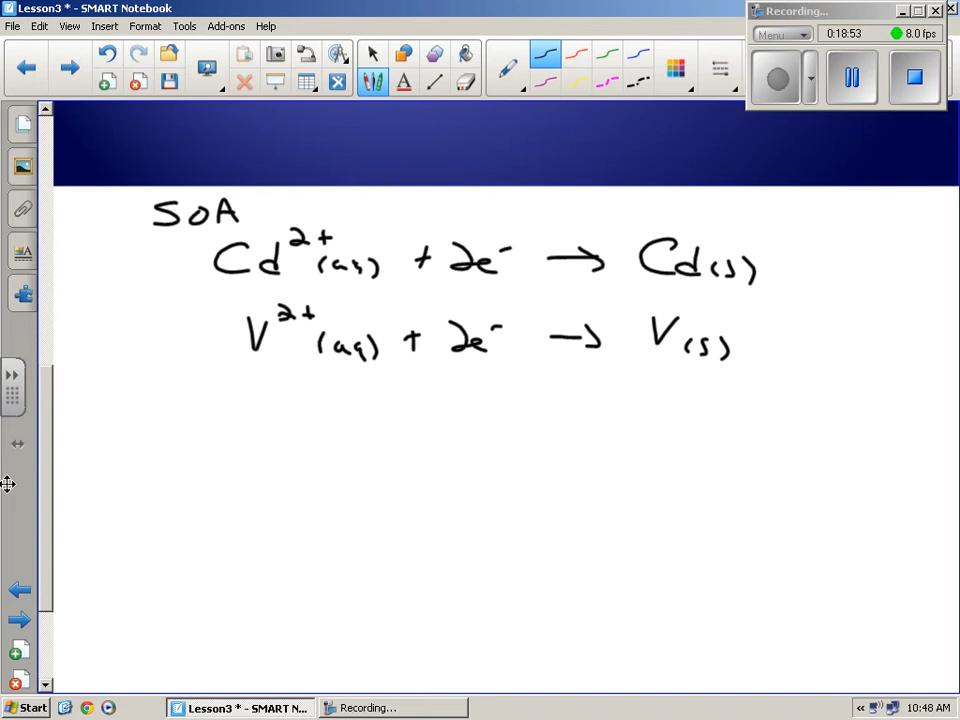 Lesson3 * - SMART Notebook
File Edit View Insert Format Tools Add-ons Help
Recording...
Menu 0:18:53 8.0 fps
SOA
Cd²⁺(aq) + 2e⁻ → Cd(s)
V²⁺(aq) + 2e⁻ → V(s)
Start Lesson3 * - SMART N... Recording... « 10:48 AM